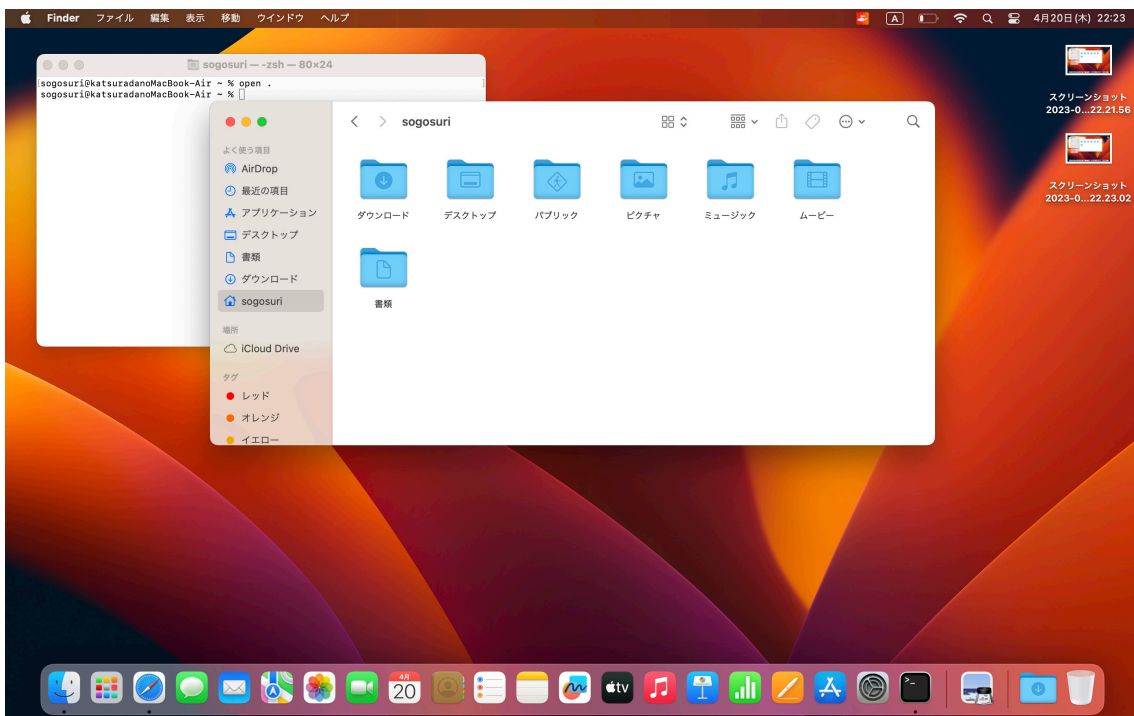 Finder ファイル 編集 表示 移動 ウインドウ ヘルプ A 4月20日(木) 22:23
sogosuri — -zsh — 80×24
[sogosuri@katsuradanoMacBook-Air ~ % open . ]
sogosuri@katsuradanoMacBook-Air ~ %
sogosuri
よく使う項目
AirDrop
最近の項目
アプリケーション
デスクトップ
書類
ダウンロード
sogosuri
場所
iCloud Drive
タグ
レッド
オレンジ
イエロー
ダウンロード デスクトップ パブリック ピクチャ ミュージック ムービー
書類
スクリーンショット
2023-0...22.21.56
スクリーンショット
2023-0...22.23.02
4月
20
tv
>-